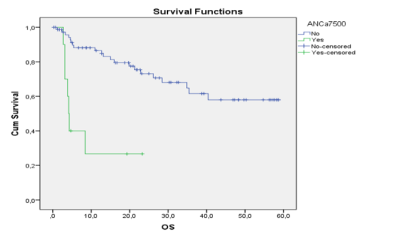 Survival Functions
ANCa7500
No
Yes
No-censored
Yes-censored
Cum Survival
1,0
0,8
0,6
0,4
0,2
0,0
,0 10,0 20,0 30,0 40,0 50,0 60,0
OS